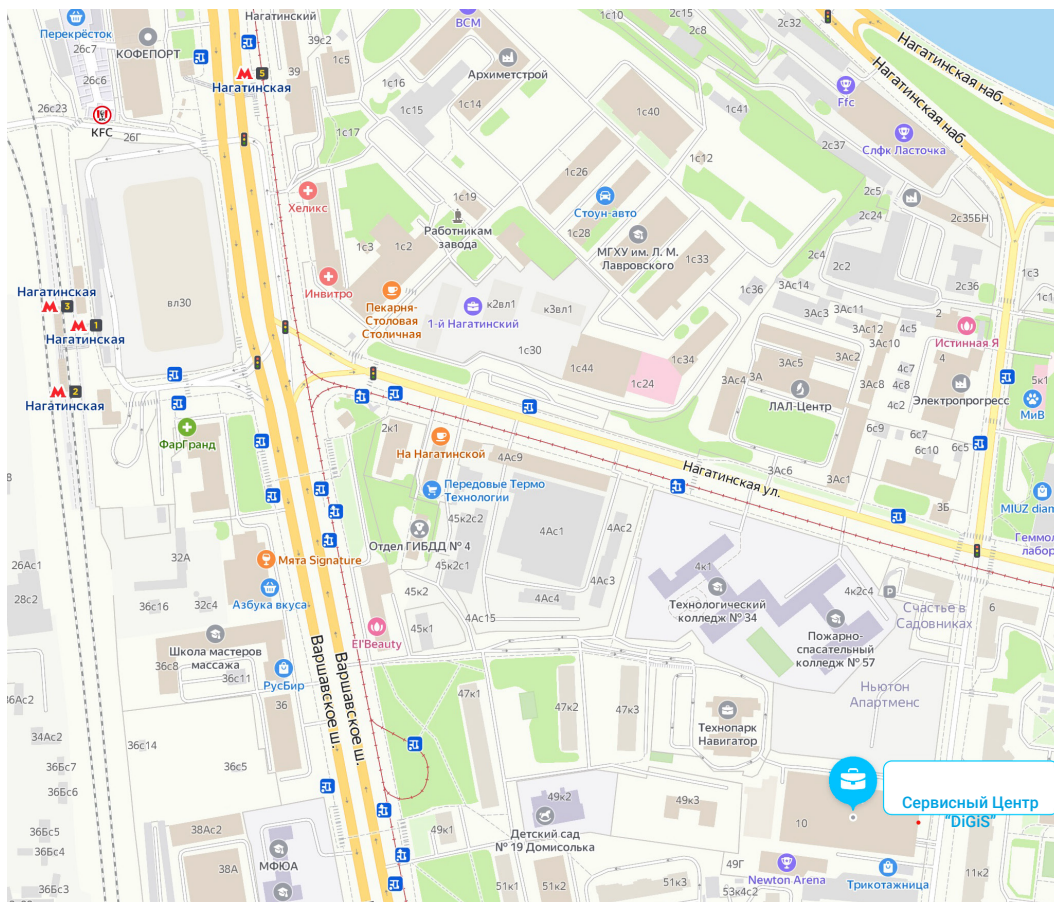 Перекрёсток
26с7
КОФЕПОРТ
26с6
26с23
KFC
26Г
Нагатинский
39с2
39
1с5
5
Нагатинская
ВСМ
1с10
2с15
2с8
2с32
Нагатинская наб.
Нагатинская наб.
Архиметстрой
1с16
1с15
1с14
1с17
1с40
1с41
Ffc
Слфк Ласточка
2с37
1с12
1с26
2с5
2с24
2с35БН
Хеликс
1с19
Работникам
завода
Стоун-авто
1с28
МГХУ им. Л. М.
Лавровского
1с33
1с3
1с2
2с4
2с2
1с3
2с36
1с1
Нагатинская
3
1
Нагатинская
2
Нагатинская
вл30
Инвитро
Пекарня-
Столовая
Столичная
к2вл1
1-й Нагатинский
к3вл1
1с36
3Ас14
3Ас3
3Ас11
3Ас12
3Ас10
4с5
2
Истинная Я
1с30
1с44
1с34
1с24
3Ас5
3Ас2
4с7
4
3Ас4
3А
3Ас8
4с8
4с2
ЛАЛ-Центр
Электропрогресс
5к1
МиВ
ФарГранд
2к1
На Нагатинской
4Ас9
6с9
6с7
6с10
6с5
Нагатинская ул.
3Ас6
3Ас1
3Б
MIUZ diam
Геммол
лабор
Передовые Термо
Технологии
45к2с2
Отдел ГИБДД № 4
45к2с1
4Ас1
4Ас2
4Ас3
4Ас4
4Ас15
32А
Мята Signature
26Ас1
28с2
36с16
32с4
Азбука вкуса
45к2
45к1
El'Beauty
4к1
Технологический
колледж № 34
4к2с4
Счастье в
Садовниках
6
Пожарно-
спасательный
колледж № 57
Школа мастеров
массажа
36с8
36с11
РусБир
36
Варшавское ш.
Варшавское ш.
47к1
47к2
47к3
Ньютон
Апартменс
Технопарк
Навигатор
36Ас2
34Ас2
36Бс7
36Бс6
36с14
36с5
36Бс5
36Бс4
36Бс3
38Ас2
38А
МФЮА
49к1
49к2
Детский сад
№ 19 Домисолька
49к3
10
Сервисный Центр
“DiGiS”
49Г
Newton Arena
Трикотажница
11к2
51к1
51к2
51к3
53к4с2